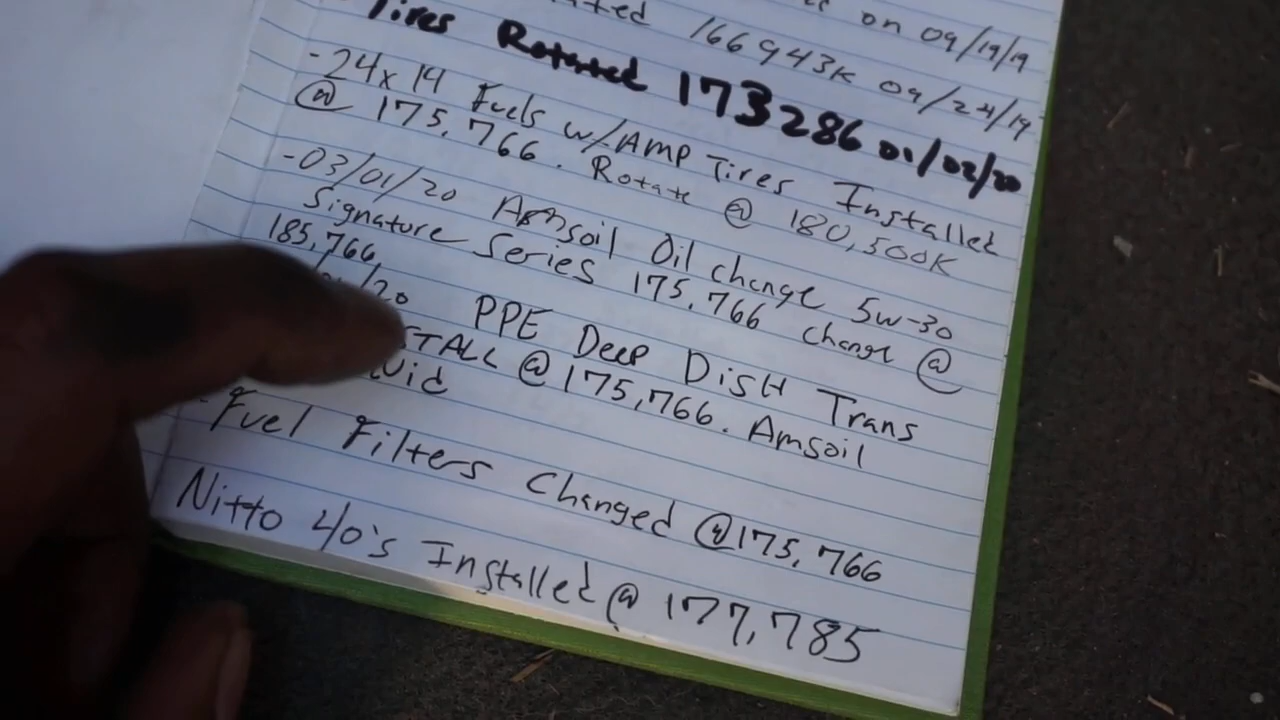 on 09/19/19
166943K 09/24/19
Tires Rotated 173286 01/02/20
-24x14 Fuels w/AMP Tires Installed
@ 175,766. Rotate @ 180,500K
-03/01/20 Amsoil Oil change 5w-30
Signature Series 175,766 change @
185,766
/20 PPE Deep DisH Trans
@ 175,766. Amsoil
Fuel Filters Changed @175,766
Nitto 40's Installed @ 177,785